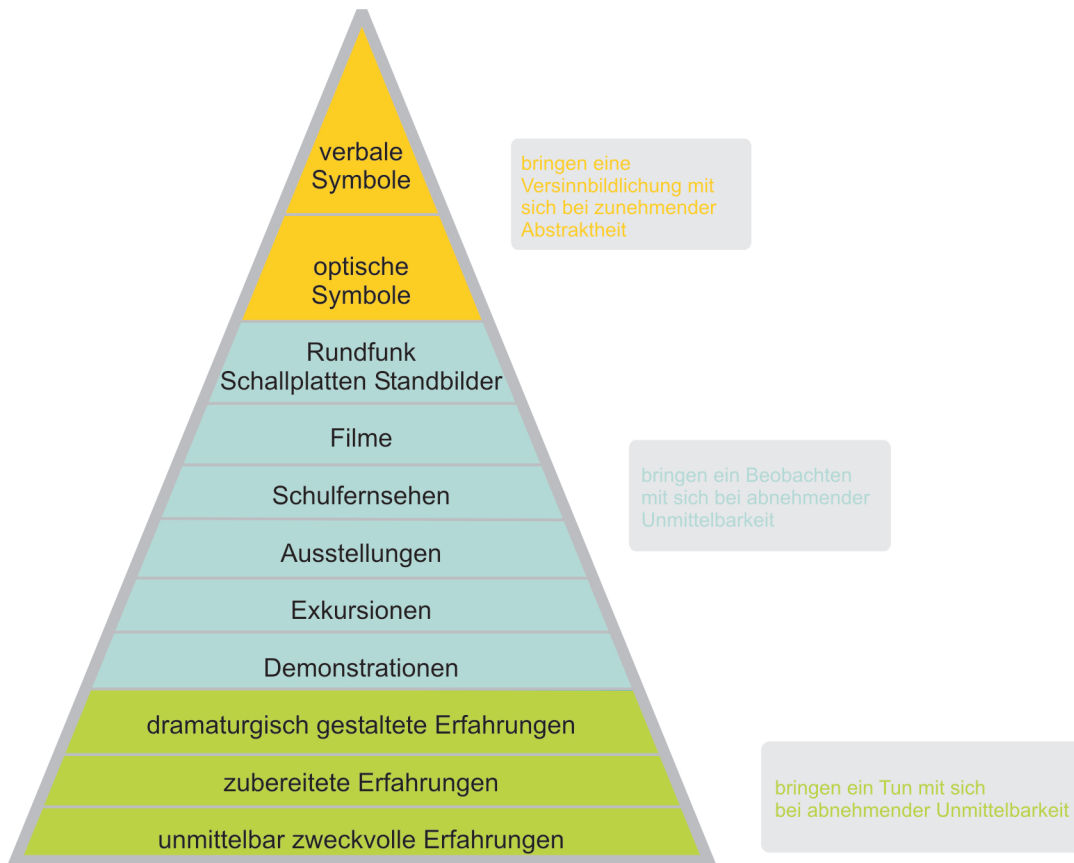 verbale
Symbole
bringen eine
Versinnbildlichung mit
sich bei zunehmender
Abstraktheit
optische
Symbole
Rundfunk
Schallplatten Standbilder
Filme
bringen ein Beobachten
mit sich bei abnehmender
Unmittelbarkeit
Schulfernsehen
Ausstellungen
Exkursionen
Demonstrationen
dramaturgisch gestaltete Erfahrungen
zubereitete Erfahrungen
bringen ein Tun mit sich
bei abnehmender Unmittelbarkeit
unmittelbar zweckvolle Erfahrungen